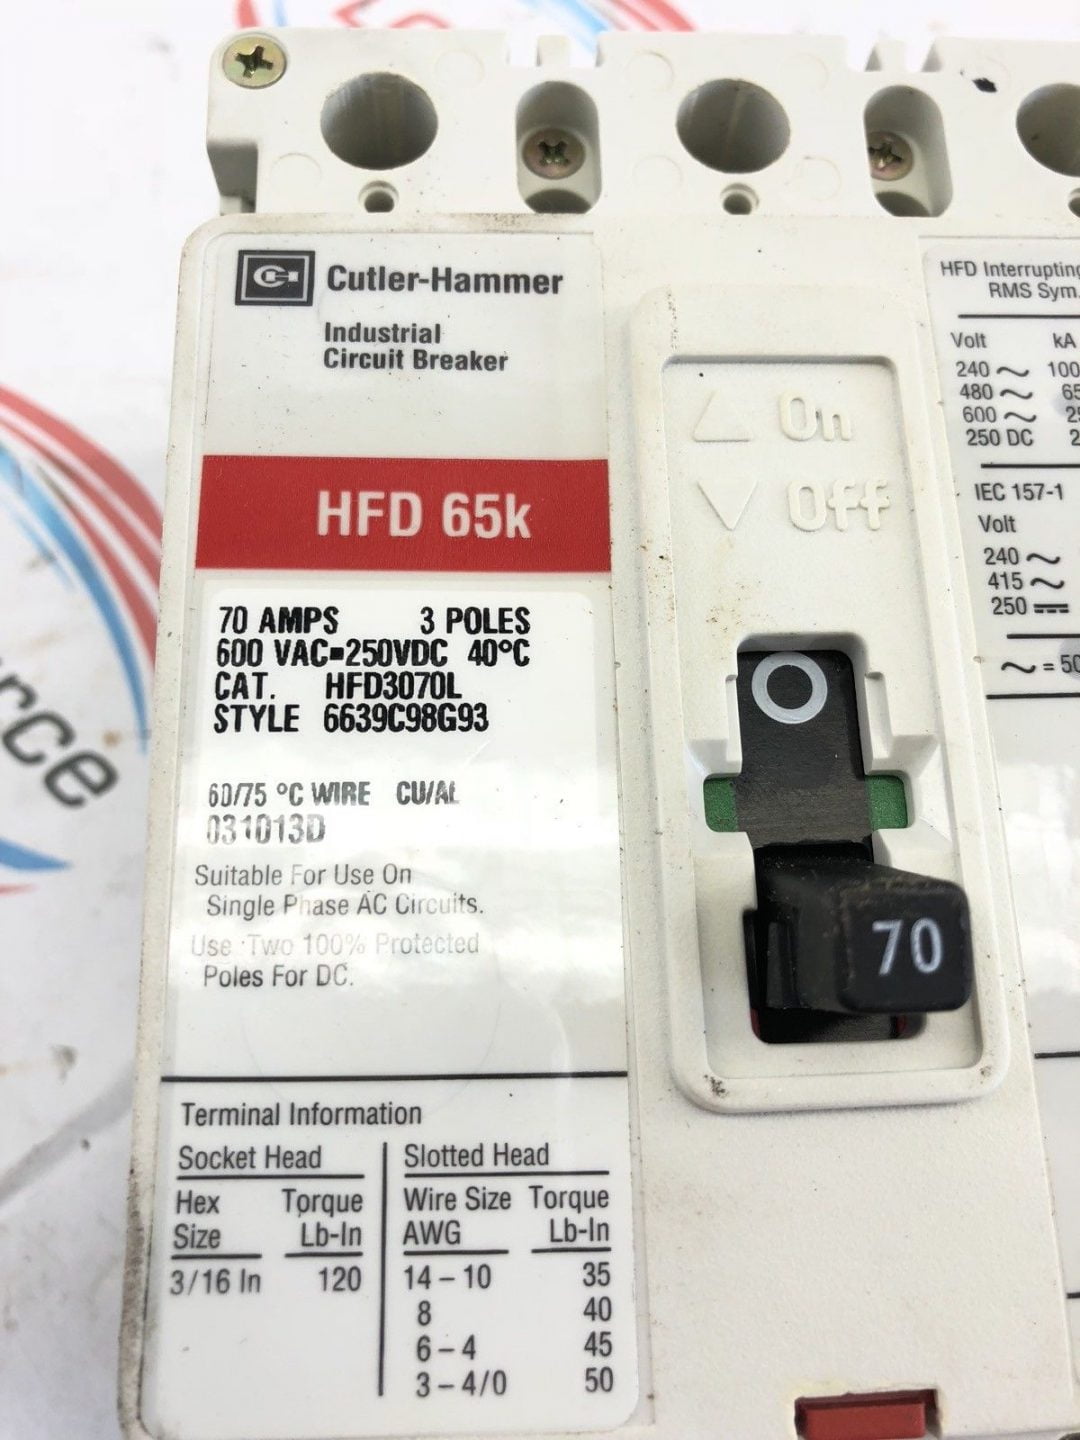 Cutler-Hammer
Industrial
Circuit Breaker
HFD 65k
70 AMPS 3 POLES
600 VAC▪250VDC 40°C
CAT. HFD3070L
STYLE 6639C98G93
60/75 °C WIRE CU/AL
031013D
Suitable For Use On
Single Phase AC Circuits.
Use Two 100% Protected
Poles For DC.
Terminal Information
Socket Head
Hex Torque
Size Lb-In
3/16 In 120
Slotted Head
Wire Size Torque
AWG Lb-In
14 – 10 35
8 40
6 – 4 45
3 – 4/0 50
On
Off
O
70
HFD Interrupting
RMS Sym.
Volt kA
240 ~ 100
480 ~ 65
600 ~
250 DC
IEC 157-1
Volt
240 ~
415 ~
250 ⎓
~ = 50